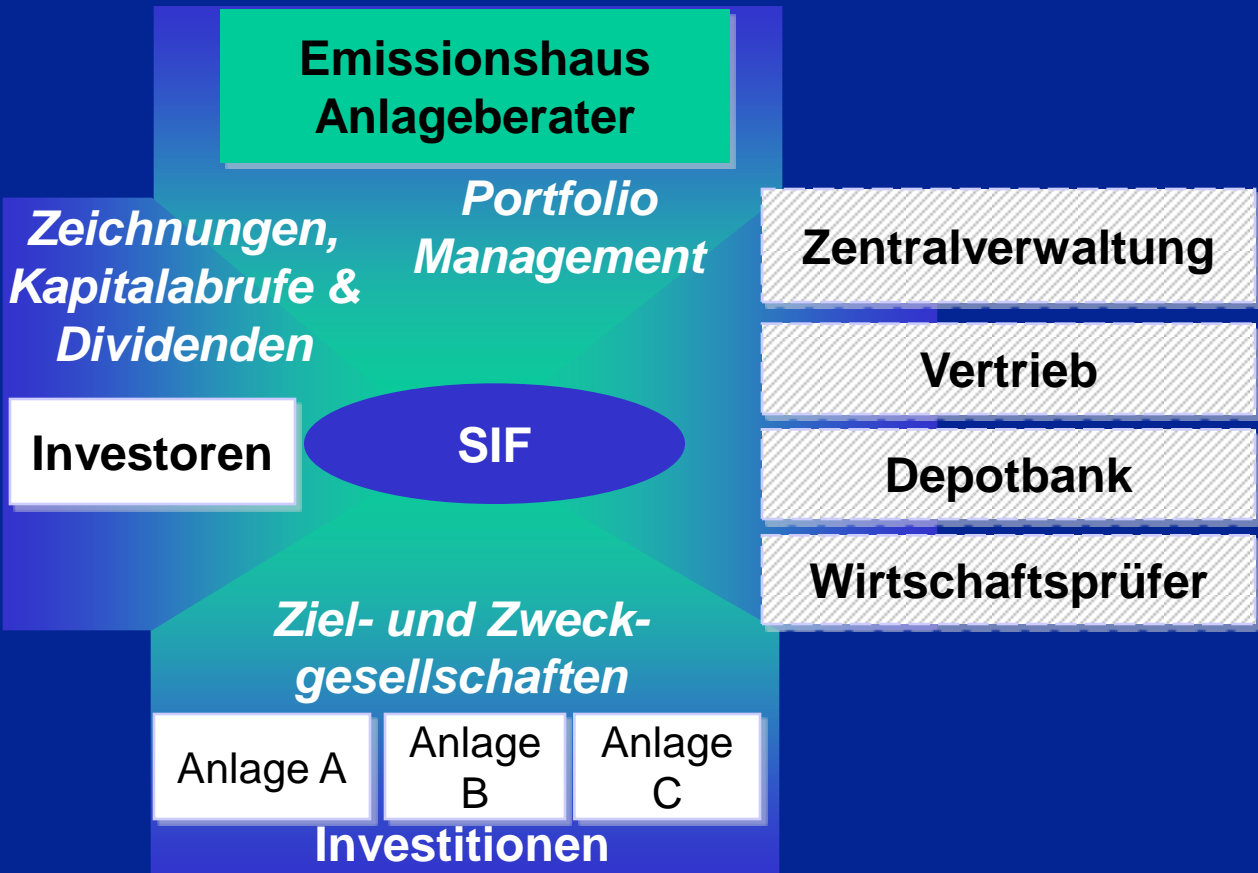 Emissionshaus
Anlageberater
Portfolio
Management
Zeichnungen,
Kapitalabrufe &
Dividenden
Zentralverwaltung
Vertrieb
Investoren
SIF
Depotbank
Wirtschaftsprüfer
Ziel- und Zweck-
gesellschaften
Anlage A
Anlage
B
Anlage
C
Investitionen